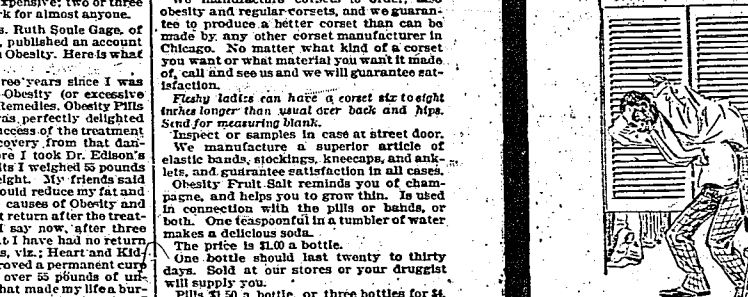 xpensive; two or three
rk for almost anyone.
s. Ruth Soule Gage, of
, published an account
Obesity. Here is what
ree years since I was
Obesity (or excessive
Remedies. Obesity Pills
as perfectly delighted
ccess of the treatment
covery from that dan-
re I took Dr. Edison's
ts I weighed 55 pounds
eight. My friends said
ould reduce my fat and
causes of Obesity and
t return after the treat-
I say now, after three
t I have had no return
s, viz.; Heart and Kid-
roved a permanent cure
over 55 pounds of un-
hat made my life a bur-
We manufacture corsets to order, also
obesity and regular corsets, and we guaran-
tee to produce a better corset than can be
made by any other corset manufacturer in
Chicago. No matter what kind of a corset
you want or what material you want it made
of, call and see us and we will guarantee sat-
isfaction.
Fleshy ladies can have a corset six to eight
inches longer than usual over back and hips.
Send for measuring blank.
Inspect or samples in case at street door.
We manufacture a superior article of
elastic bands, stockings, kneecaps, and ank-
lets, and guarantee satisfaction in all cases.
Obesity Fruit Salt reminds you of cham-
pagne, and helps you to grow thin. Is used
in connection with the pills or bands, or
both. One teaspoonful in a tumbler of water
makes a delicious soda.
The price is $1.00 a bottle.
One bottle should last twenty to thirty
days. Sold at our stores or your druggist
will supply you.
Pills $1.50 a bottle, or three bottles for $4,